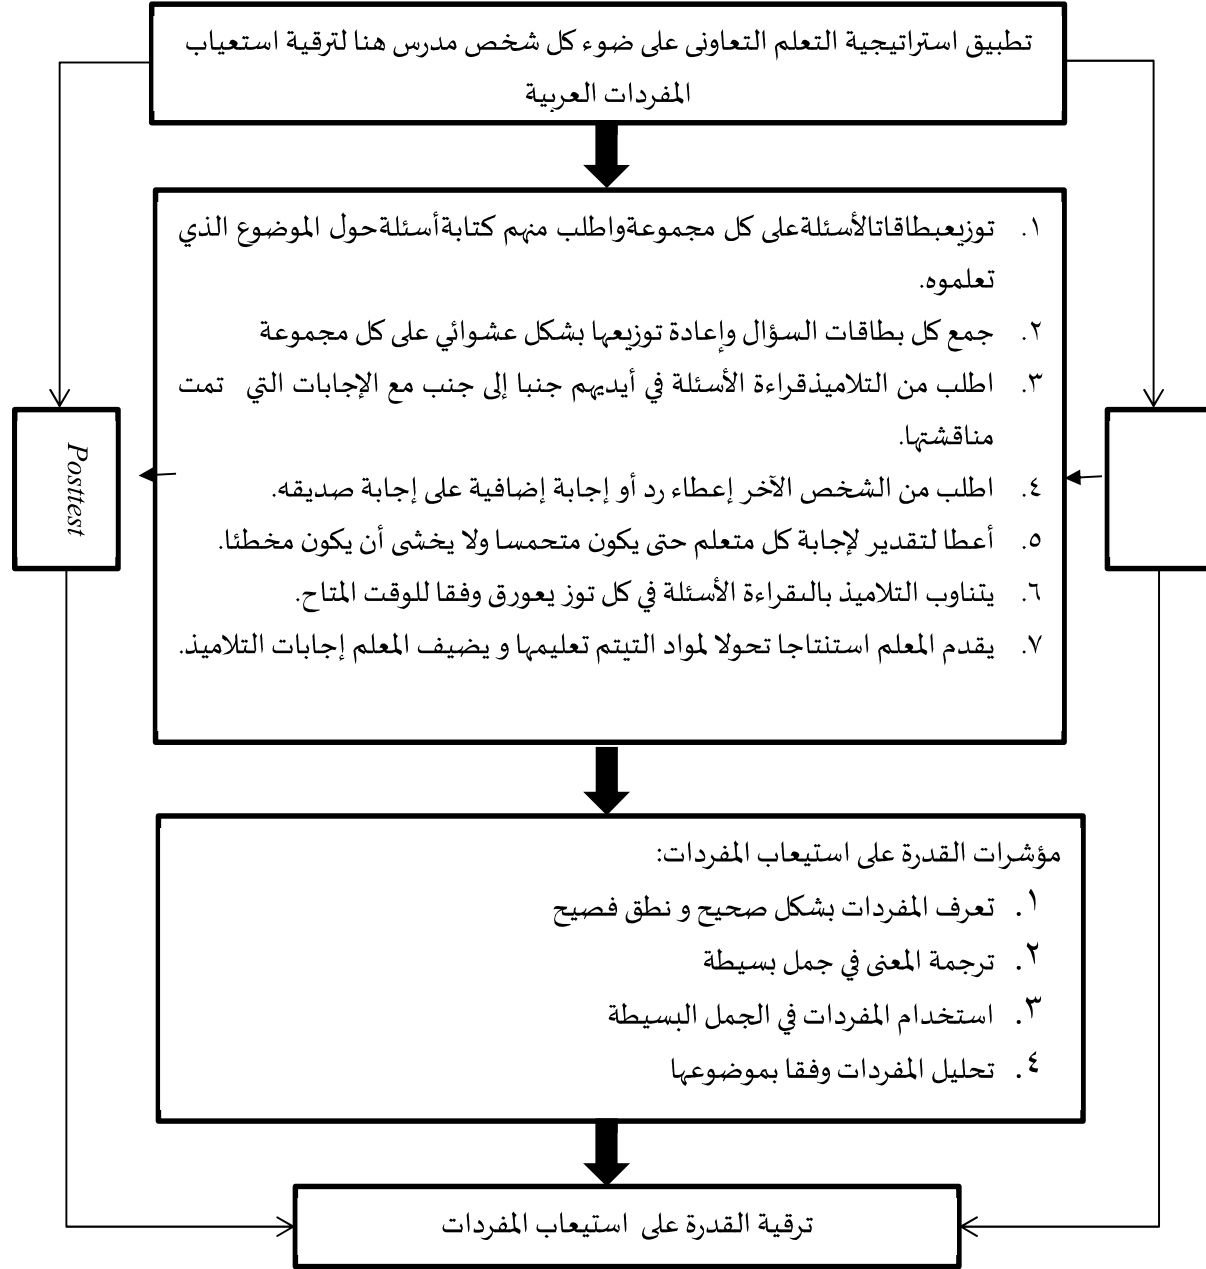 تطبيق استراتيجية التعلم التعاونى على ضوء كل شخص مدرس هنا لترقية استعياب
المفردات العربية
١. توزيعبطاقاتالأسئلةعلى كل مجموعةواطلب منهم كتابةأسئلةحول الموضوع الذي
تعلموه.
٢. جمع كل بطاقات السؤال وإعادة توزيعها بشكل عشوائي على كل مجموعة
٣. اطلب من التلاميذقراءة الأسئلة في أيديهم جنبا إلى جنب مع الإجابات التي تمت
مناقشتها.
٤. اطلب من الشخص الآخر إعطاء رد أو إجابة إضافية على إجابة صديقه.
٥. أعطا لتقدير لإجابة كل متعلم حتى يكون متحمسا ولا يخشى أن يكون مخطئا.
٦. يتناوب التلاميذ بالىقراءة الأسئلة في كل توز يعورق وفقا للوقت المتاح.
٧. يقدم المعلم استنتاجا تحولا لمواد التيتم تعليمها و يضيف المعلم إجابات التلاميذ.
Posttest
مؤشرات القدرة على استيعاب المفردات:
١. تعرف المفردات بشكل صحيح و نطق فصيح
٢. ترجمة المعنى في جمل بسيطة
٣. استخدام المفردات في الجمل البسيطة
٤. تحليل المفردات وفقا بموضوعها
ترقية القدرة على استيعاب المفردات